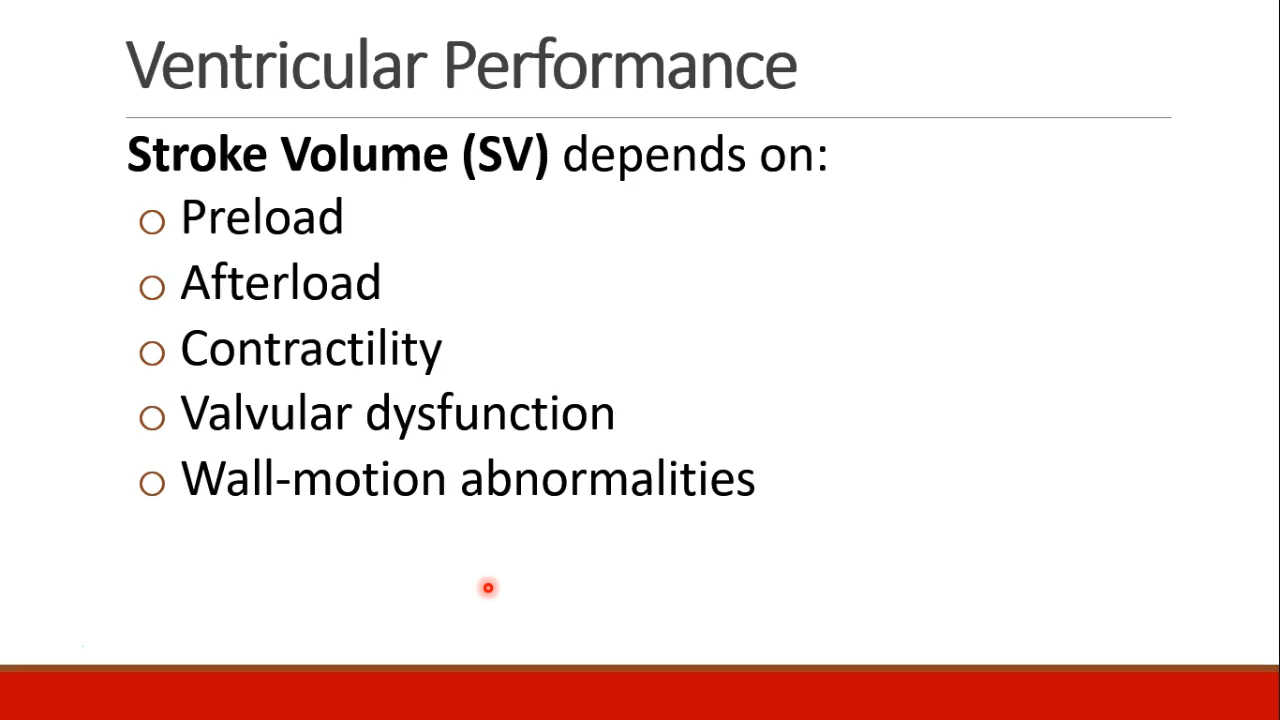 Ventricular Performance
Stroke Volume (SV) depends on:
o Preload
o Afterload
o Contractility
o Valvular dysfunction
o Wall-motion abnormalities